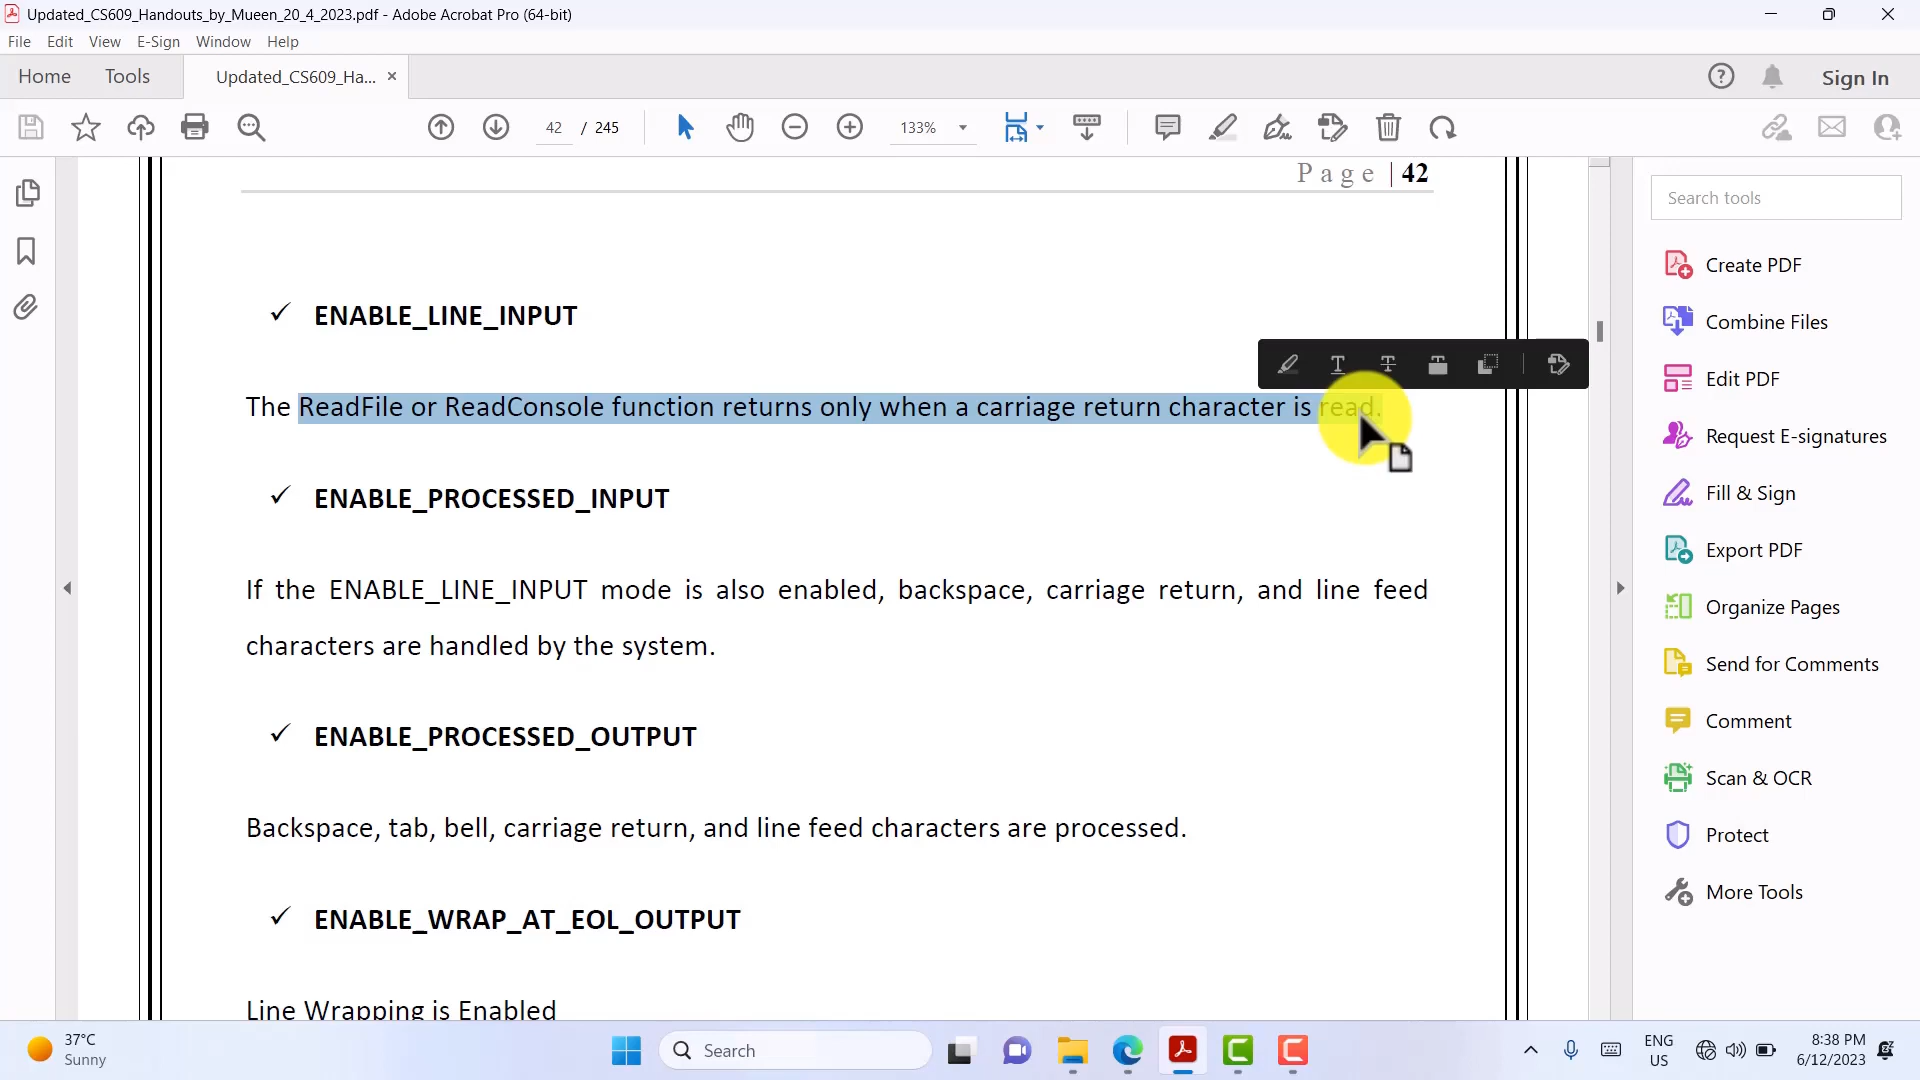 Updated_CS609_Handouts_by_Mueen_20_4_2023.pdf - Adobe Acrobat Pro (64-bit)
File Edit View E-Sign Window Help
Home Tools Updated_CS609_Ha... × Sign In
42 / 245 133%
Page | 42
✓ ENABLE_LINE_INPUT
The ReadFile or ReadConsole function returns only when a carriage return character is read.
✓ ENABLE_PROCESSED_INPUT
If the ENABLE_LINE_INPUT mode is also enabled, backspace, carriage return, and line feed
characters are handled by the system.
✓ ENABLE_PROCESSED_OUTPUT
Backspace, tab, bell, carriage return, and line feed characters are processed.
✓ ENABLE_WRAP_AT_EOL_OUTPUT
Line Wrapping is Enabled
Search tools
Create PDF
Combine Files
Edit PDF
Request E-signatures
Fill & Sign
Export PDF
Organize Pages
Send for Comments
Comment
Scan & OCR
Protect
More Tools
37°C
Sunny
Search
ENG
US
8:38 PM
6/12/2023